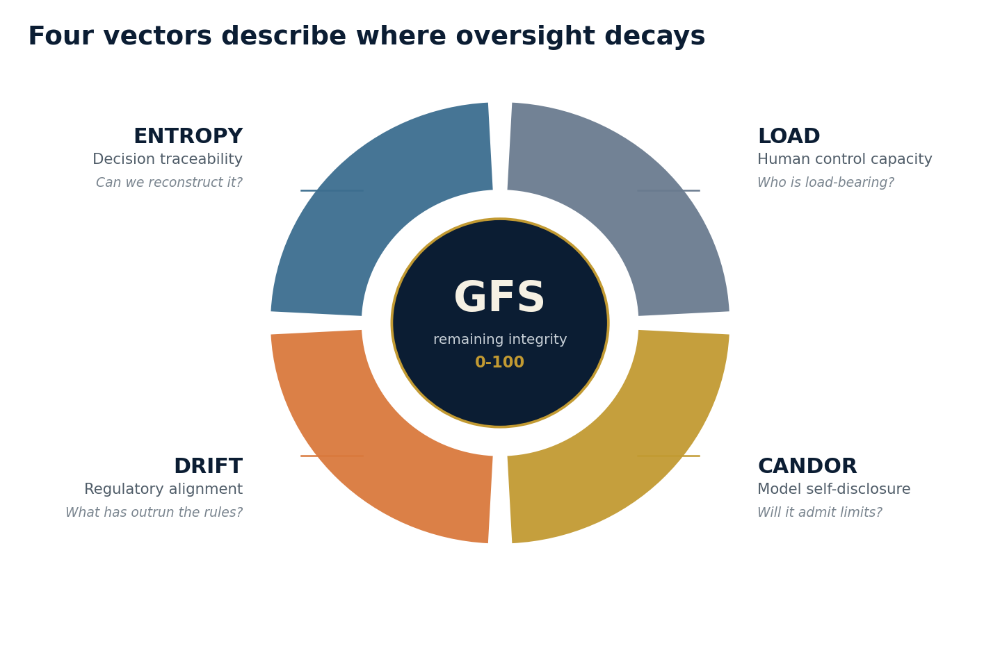 Four vectors describe where oversight decays
ENTROPY
Decision traceability
Can we reconstruct it?
LOAD
Human control capacity
Who is load-bearing?
GFS
remaining integrity
0-100
DRIFT
Regulatory alignment
What has outrun the rules?
CANDOR
Model self-disclosure
Will it admit limits?